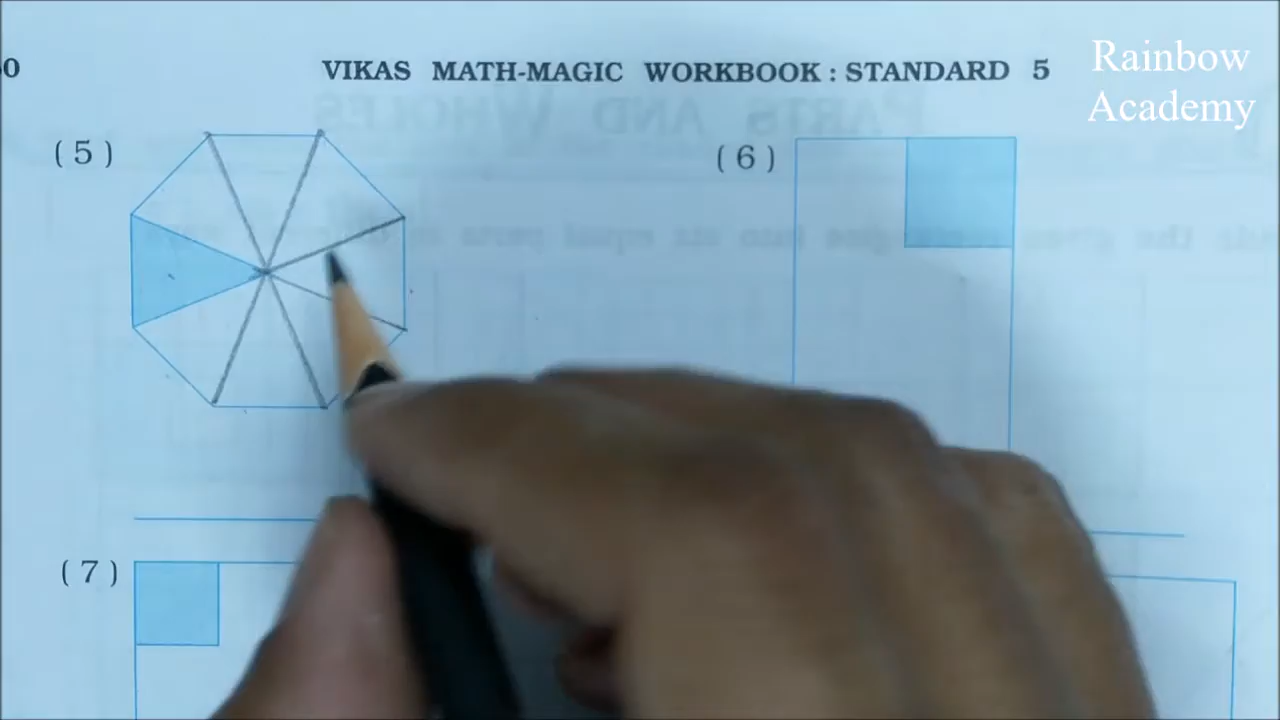 0
VIKAS MATH-MAGIC WORKBOOK : STANDARD 5
Rainbow
Academy
( 5 )
( 6 )
( 7 )